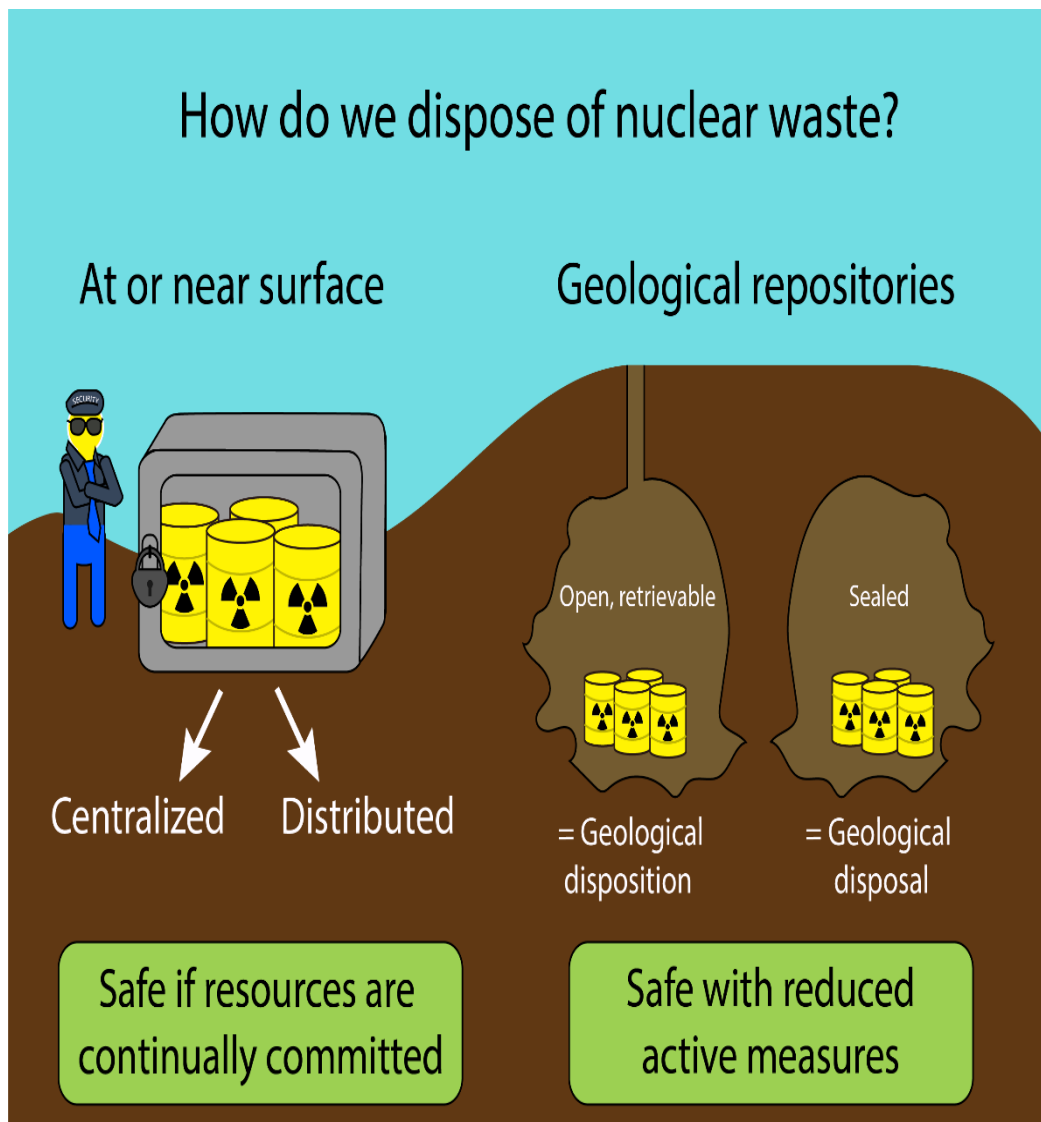 How do we dispose of nuclear waste?
At or near surface
Geological repositories
SECURITY
Open, retrievable
Sealed
Centralized
Distributed
= Geological
disposition
= Geological
disposal
Safe if resources are
continually committed
Safe with reduced
active measures